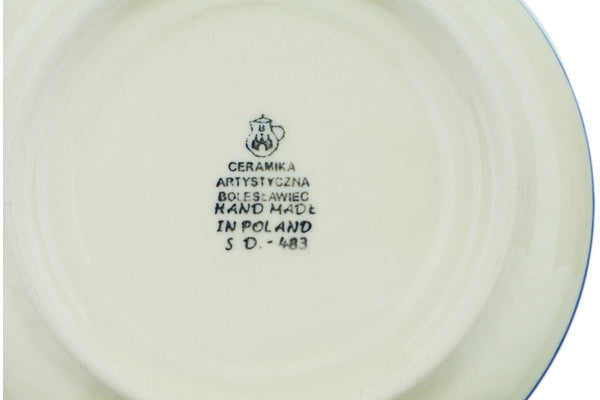 B
CERAMIKA
ARTYSTYCZNA
BOLESŁAWIEC
HAND MADE
IN POLAND
S D. - 483